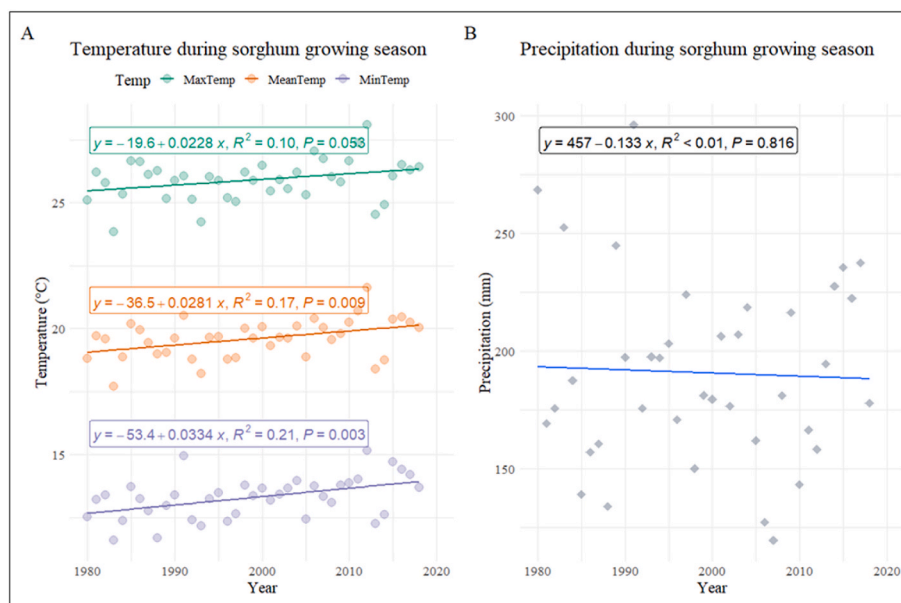 A
Temperature during sorghum growing season
Temp MaxTemp MeanTemp MinTemp
Temperature (°C)
25
20
15
y = −19.6 + 0.0228 x, R² = 0.10, P = 0.053
y = −36.5 + 0.0281 x, R² = 0.17, P = 0.009
y = −53.4 + 0.0334 x, R² = 0.21, P = 0.003
1980 1990 2000 2010 2020
Year
B
Precipitation during sorghum growing season
Precipitation (mm)
300
250
200
150
y = 457 − 0.133 x, R² < 0.01, P = 0.816
1980 1990 2000 2010 2020
Year